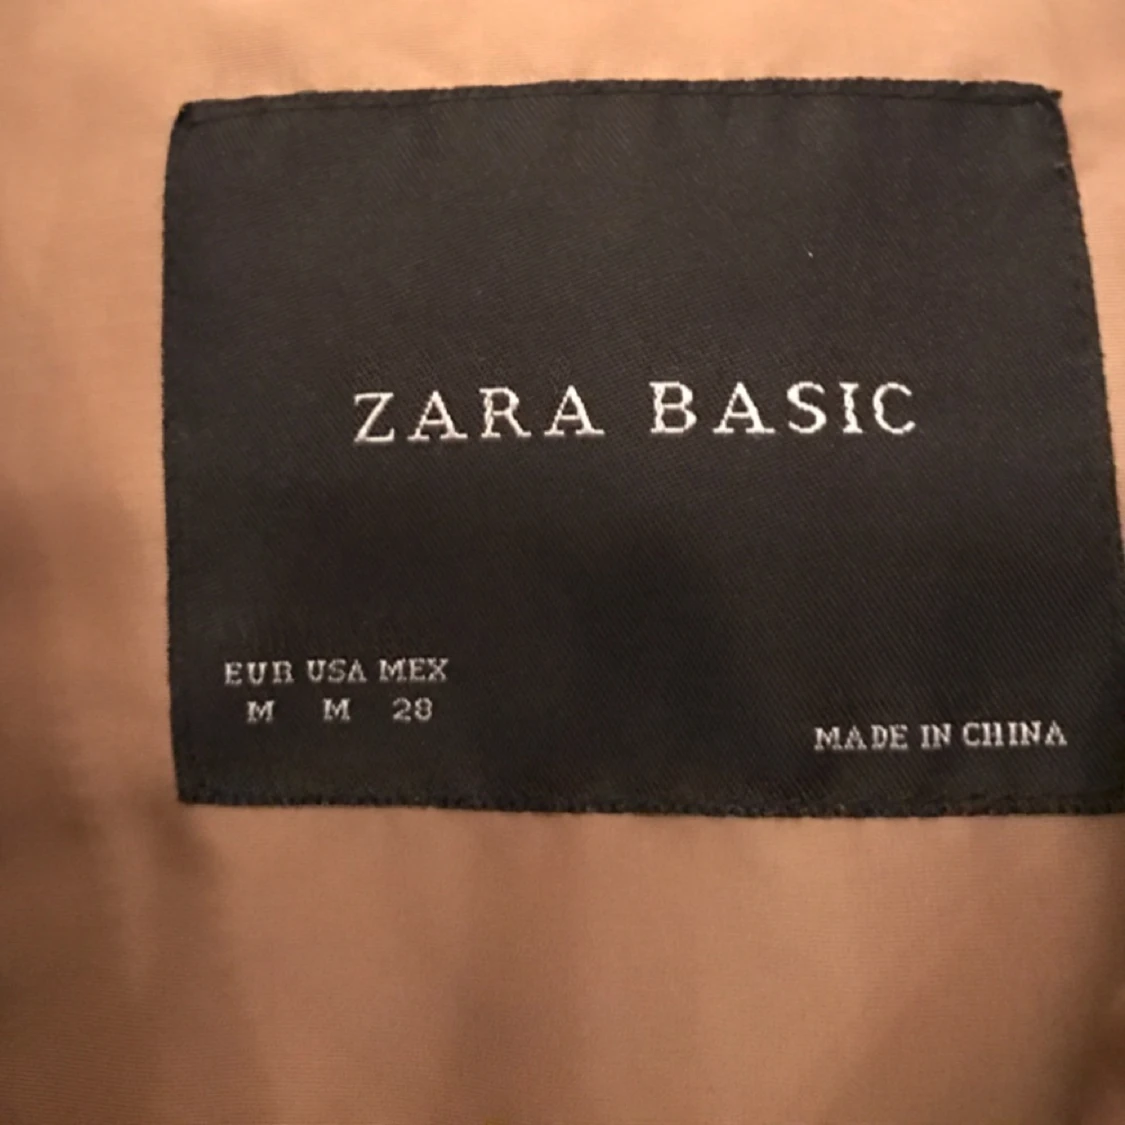 ZARA BASIC
EUR USA MEX
M M 28
MADE IN CHINA